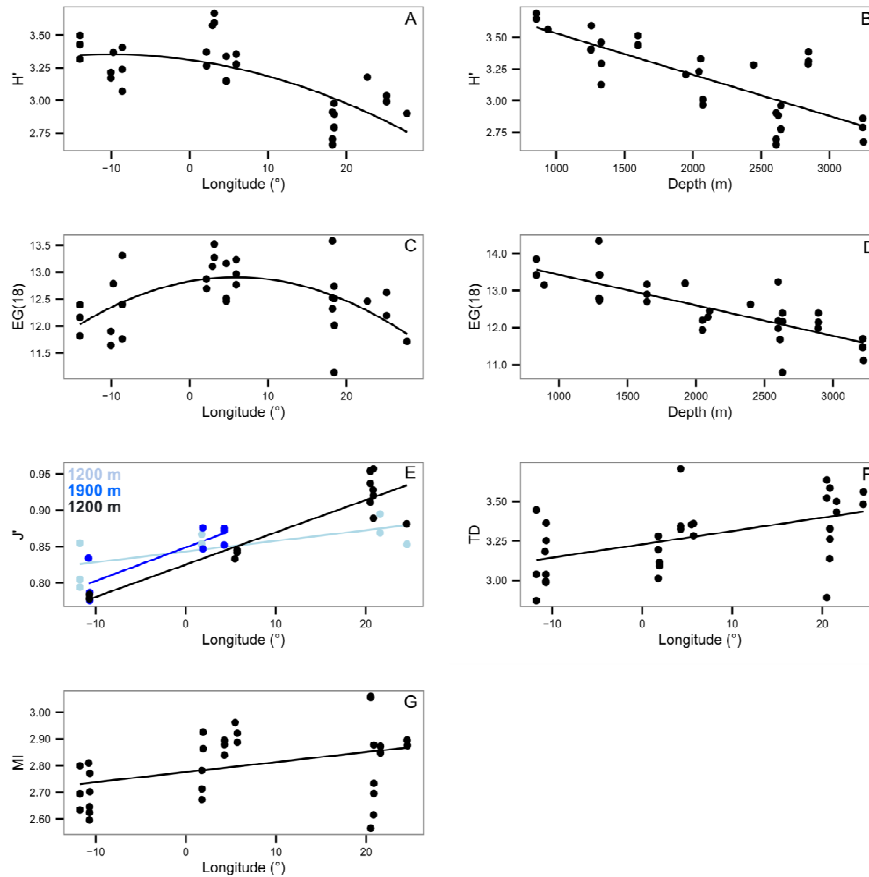 A
3.50
3.25
3.00
2.75
H'
−10
0
10
20
Longitude (°)
B
3.50
3.25
3.00
2.75
H'
1000
1500
2000
2500
3000
Depth (m)
C
13.5
13.0
12.5
12.0
11.5
EG(18)
−10
0
10
20
Longitude (°)
D
14.0
13.0
12.0
11.0
EG(18)
1000
1500
2000
2500
3000
Depth (m)
E
1200 m
1900 m
1200 m
0.95
0.90
0.85
0.80
J'
−10
0
10
20
Longitude (°)
F
3.50
3.25
3.00
TD
−10
0
10
20
Longitude (°)
G
3.00
2.90
2.80
2.70
2.60
MI
−10
0
10
20
Longitude (°)